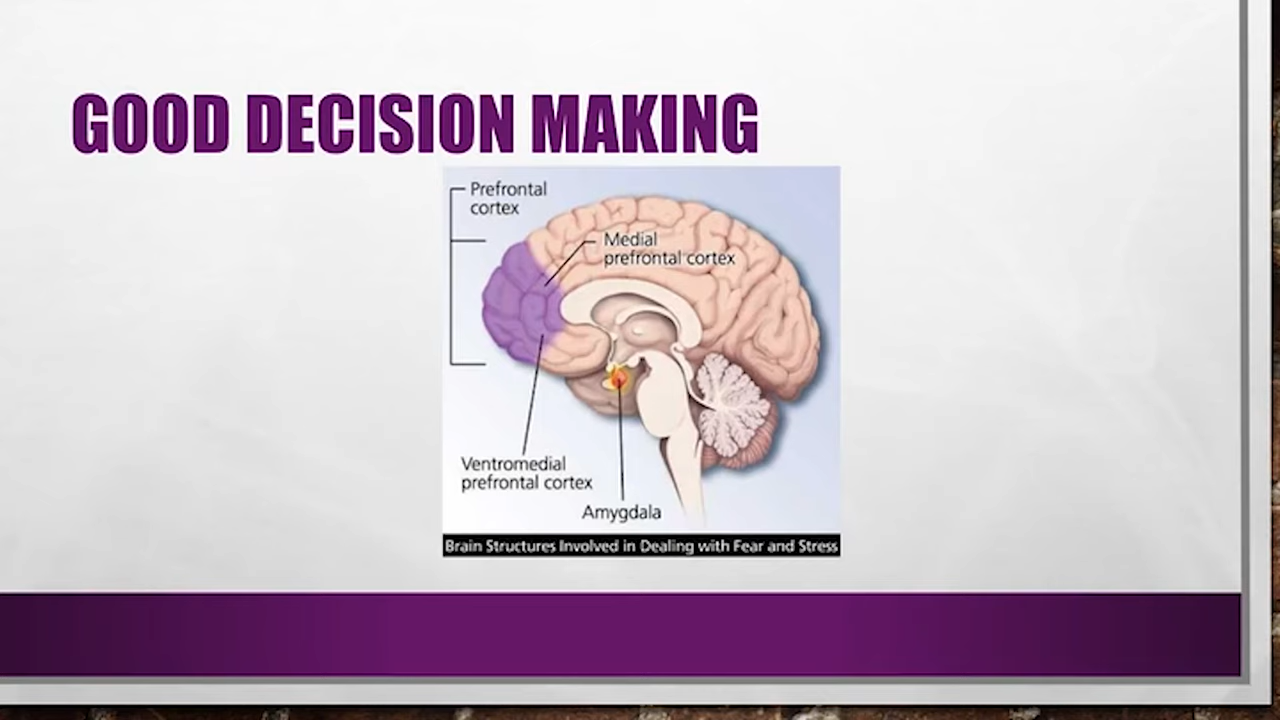 GOOD DECISION MAKING
Prefrontal
cortex
Medial
prefrontal cortex
Ventromedial
prefrontal cortex
Amygdala
Brain Structures Involved in Dealing with Fear and Stress